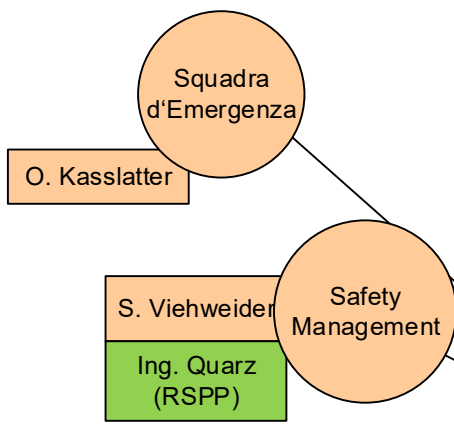 Squadra
d‘Emergenza
O. Kasslatter
S. Viehweider
Safety
Management
Ing. Quarz
(RSPP)